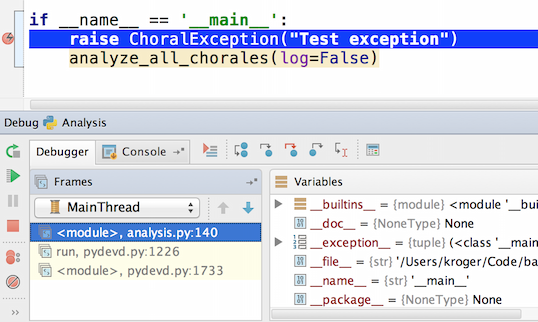 if __name__ == '__main__':
raise ChoralException("Test exception")
analyze_all_chorales(log=False)
Debug Analysis
Debugger Console
Frames
Variables
MainThread
<module>, analysis.py:140
run, pydevd.py:1226
<module>, pydevd.py:1733
__builtins__ = {module} <module '__bui
__doc__ = {NoneType} None
__exception__ = {tuple} (<class '__main
__file__ = {str} '/Users/kroger/Code/ba
__name__ = {str} '__main__'
__package__ = {NoneType} None